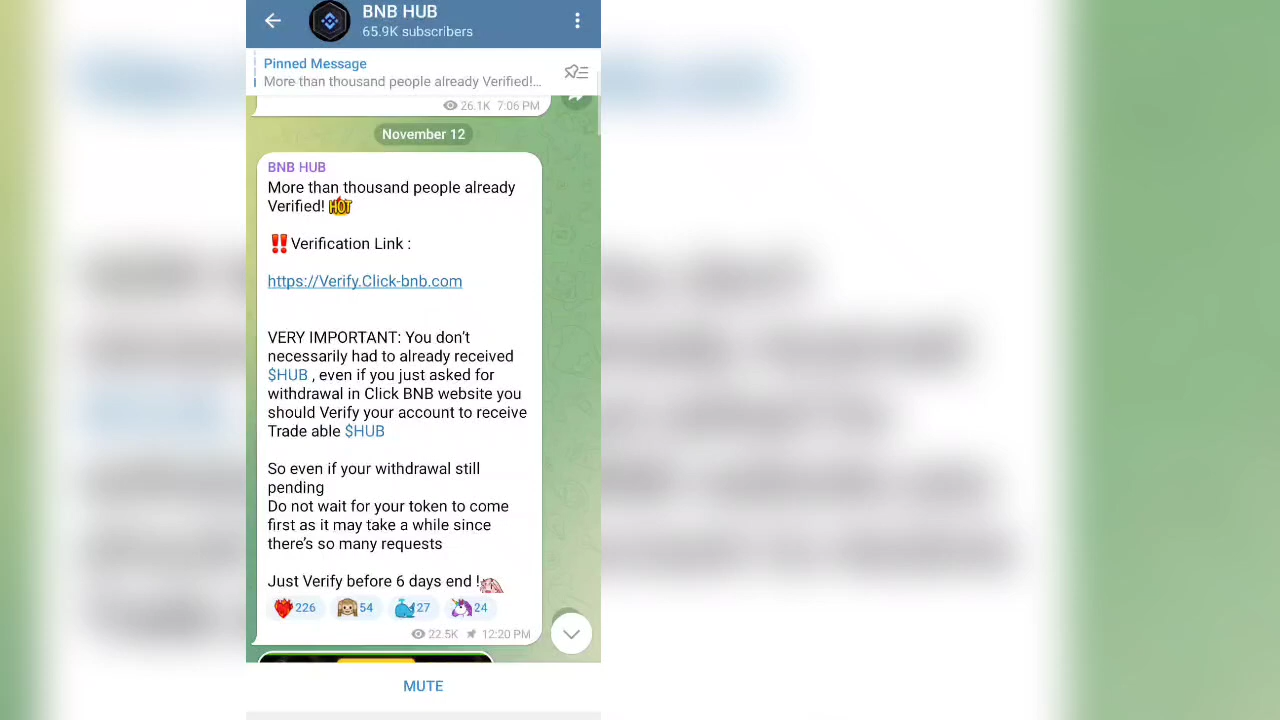 BNB HUB
65.9K subscribers
Pinned Message
More than thousand people already Verified!...
26.1K 7:06 PM
November 12
BNB HUB
More than thousand people already
Verified! HOT
‼️Verification Link :
https://Verify.Click-bnb.com
VERY IMPORTANT: You don't
necessarily had to already received
$HUB , even if you just asked for
withdrawal in Click BNB website you
should Verify your account to receive
Trade able $HUB
So even if your withdrawal still
pending
Do not wait for your token to come
first as it may take a while since
there's so many requests
Just Verify before 6 days end !
226 54 27 24
22.5K 12:20 PM
MUTE